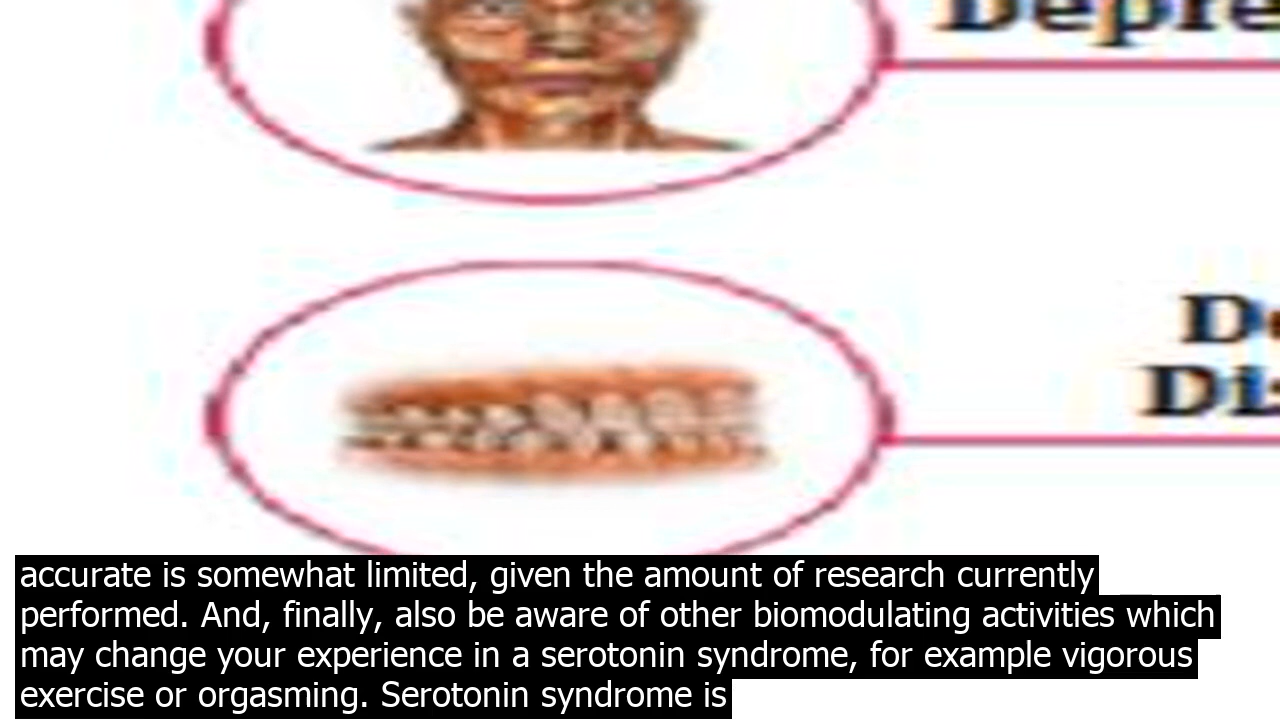 accurate is somewhat limited, given the amount of research currently
performed. And, finally, also be aware of other biomodulating activities which
may change your experience in a serotonin syndrome, for example vigorous
exercise or orgasming. Serotonin syndrome is